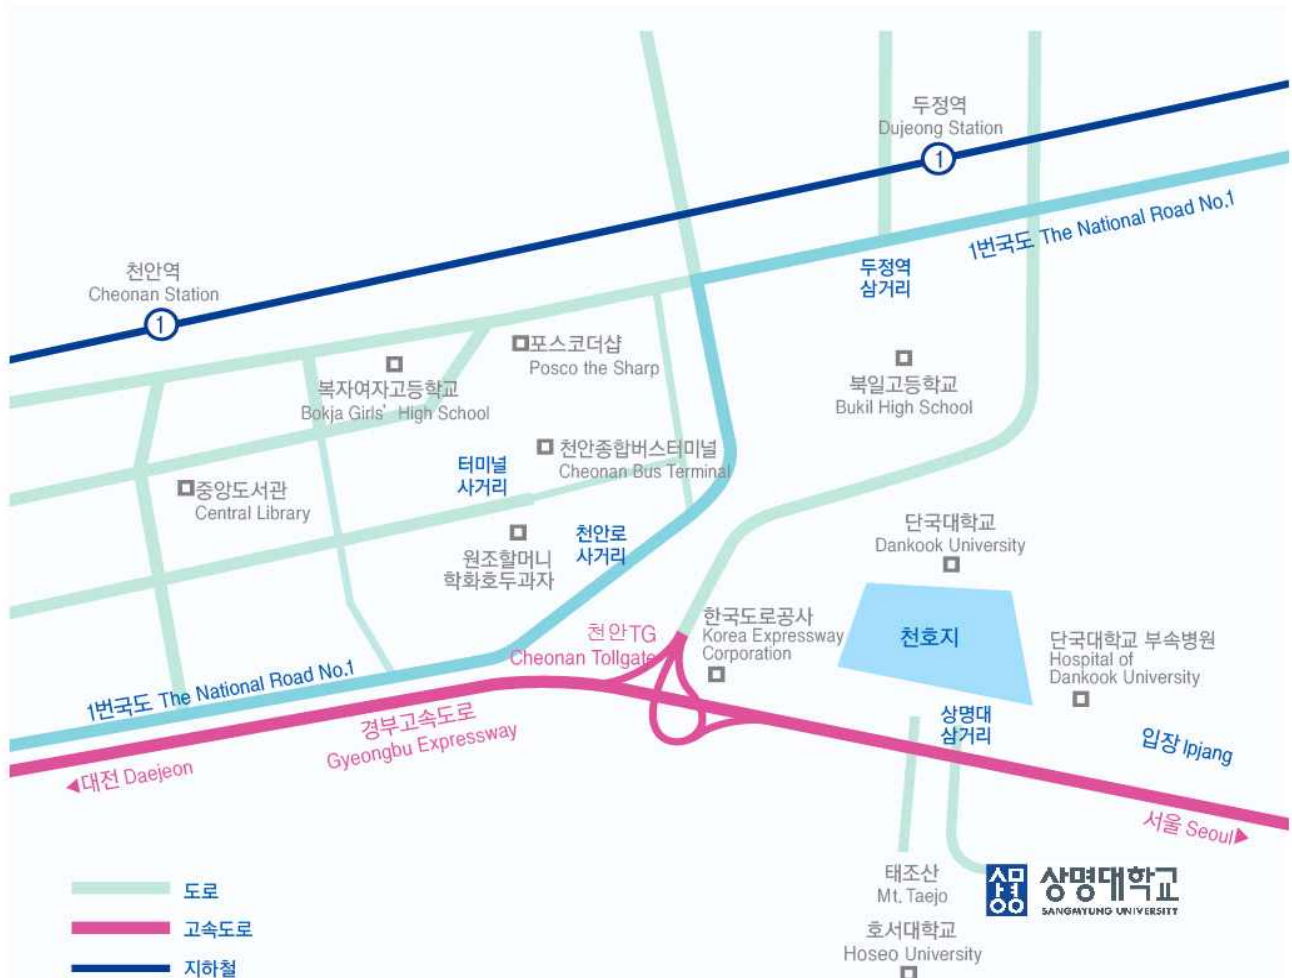 두정역
Dujeong Station
1
1번국도 The National Road No.1
천안역
Cheonan Station
1
두정역
삼거리
포스코더샵
Posco the Sharp
복자여자고등학교
Bokja Girls' High School
북일고등학교
Bukil High School
천안종합버스터미널
Cheonan Bus Terminal
터미널
사거리
중앙도서관
Central Library
천안로
사거리
원조할머니
학화호두과자
단국대학교
Dankook University
한국도로공사
Korea Expressway
Corporation
천안TG
Cheonan Tollgate
천호지
단국대학교 부속병원
Hospital of
Dankook University
1번국도 The National Road No.1
경부고속도로
Gyeongbu Expressway
상명대
삼거리
입장 Ipjang
◀대전 Daejeon
서울 Seoul▶
태조산
Mt. Taejo
상명
상명대학교
SANGMYUNG UNIVERSITY
호서대학교
Hoseo University
도로
고속도로
지하철